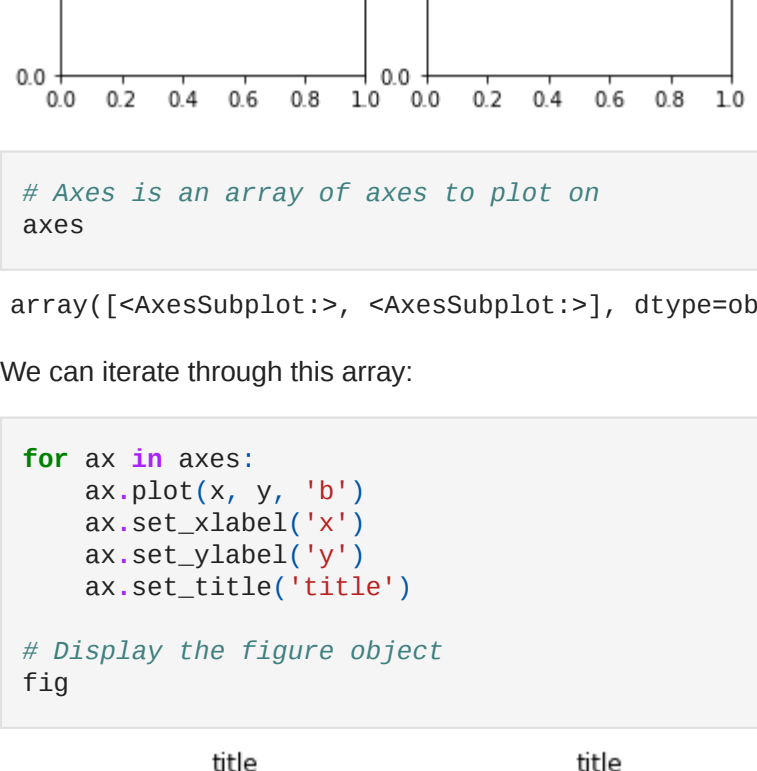 0.0 0.0
0.0 0.2 0.4 0.6 0.8 1.0 0.0 0.2 0.4 0.6 0.8 1.0
# Axes is an array of axes to plot on
axes
array([<AxesSubplot:>, <AxesSubplot:>], dtype=ob
We can iterate through this array:
for ax in axes:
    ax.plot(x, y, 'b')
    ax.set_xlabel('x')
    ax.set_ylabel('y')
    ax.set_title('title')
# Display the figure object
fig
title title